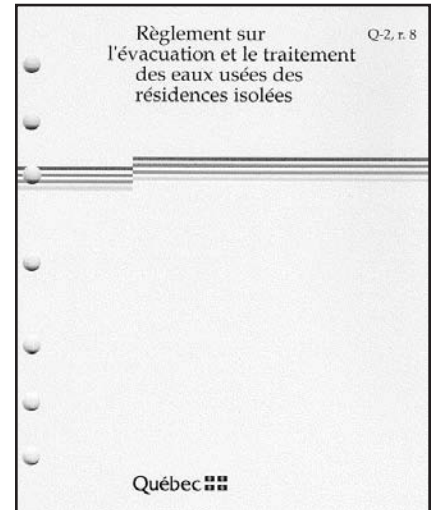 Règlement sur Q-2, r. 8
l'évacuation et le traitement
des eaux usées des
résidences isolées
Québec